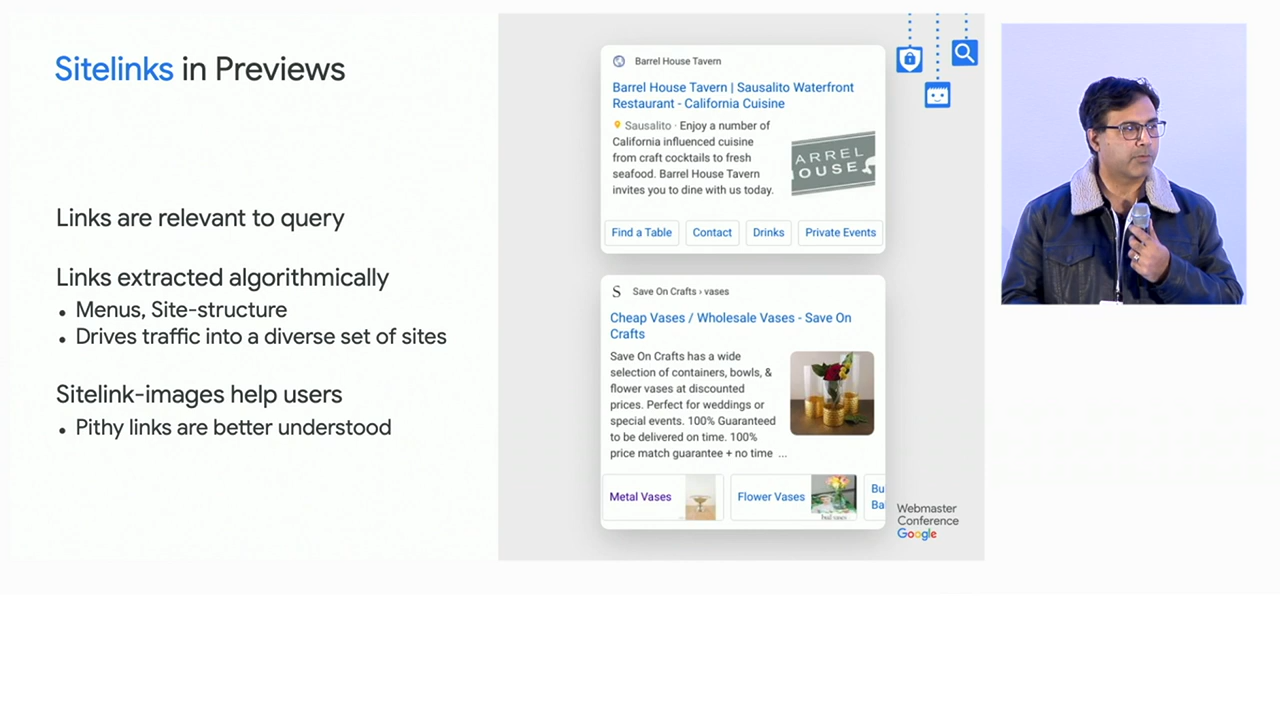 Sitelinks in Previews
Links are relevant to query
Links extracted algorithmically
• Menus, Site-structure
• Drives traffic into a diverse set of sites
Sitelink-images help users
• Pithy links are better understood
Barrel House Tavern
Barrel House Tavern | Sausalito Waterfront
Restaurant - California Cuisine
Sausalito · Enjoy a number of
California influenced cuisine
from craft cocktails to fresh
seafood. Barrel House Tavern
invites you to dine with us today.
ARREL
OUSE
Find a Table
Contact
Drinks
Private Events
S
Save On Crafts › vases
Cheap Vases / Wholesale Vases - Save On
Crafts
Save On Crafts has a wide
selection of containers, bowls, &
flower vases at discounted
prices. Perfect for weddings or
special events. 100% Guaranteed
to be delivered on time. 100%
price match guarantee + no time ...
Metal Vases
Flower Vases
Bu
Ba
Webmaster
Conference
Google